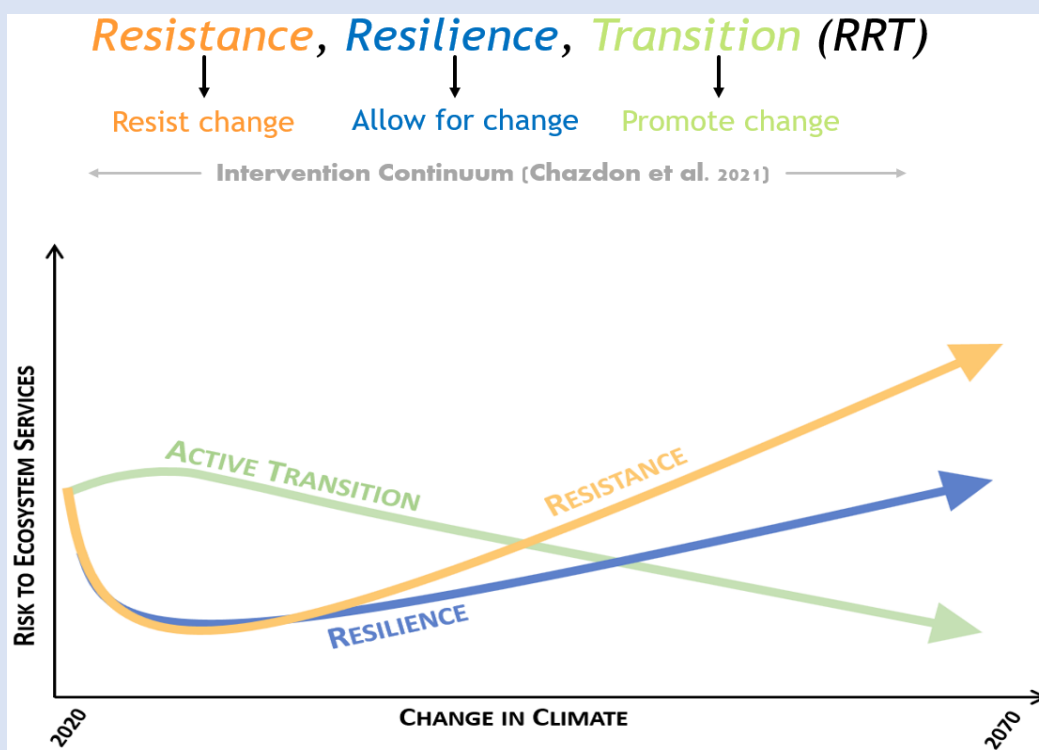 Resistance, Resilience, Transition (RRT)
Resist change
Allow for change
Promote change
Intervention Continuum (Chazdon et al. 2021)
RISK TO ECOSYSTEM SERVICES
ACTIVE TRANSITION
RESISTANCE
RESILIENCE
2020
CHANGE IN CLIMATE
2070